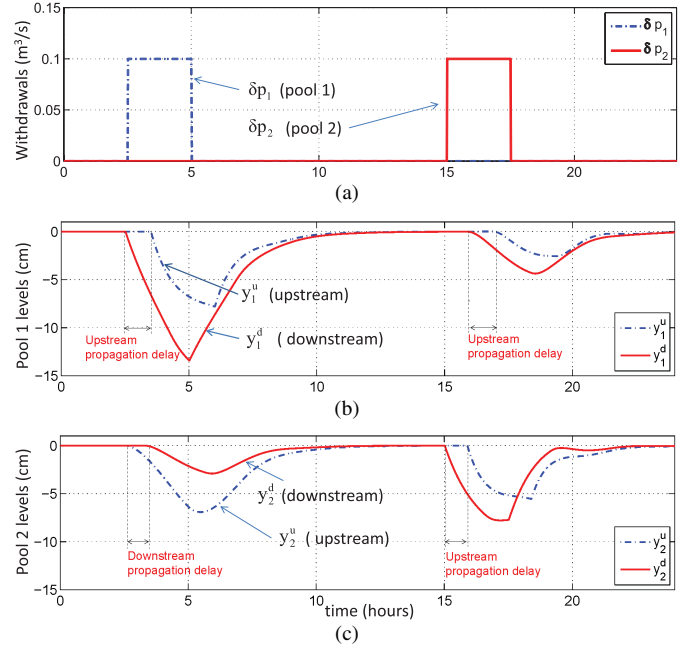 Withdrawals (m³/s)
0.1
0.05
0
δp₁ (pool 1)
δp₂ (pool 2)
δ p₁
δ p₂
0 5 10 15 20
(a)
Pool 1 levels (cm)
0
−5
−10
−15
y₁ᵘ (upstream)
y₁ᵈ ( downstream)
Upstream
propagation delay
Upstream
propagation delay
y₁ᵘ
y₁ᵈ
0 5 10 15 20
(b)
Pool 2 levels (cm)
0
−5
−10
−15
y₂ᵈ (downstream)
y₂ᵘ ( upstream)
Downstream
propagation delay
Upstream
propagation delay
y₂ᵘ
y₂ᵈ
0 5 10 15 20
time (hours)
(c)